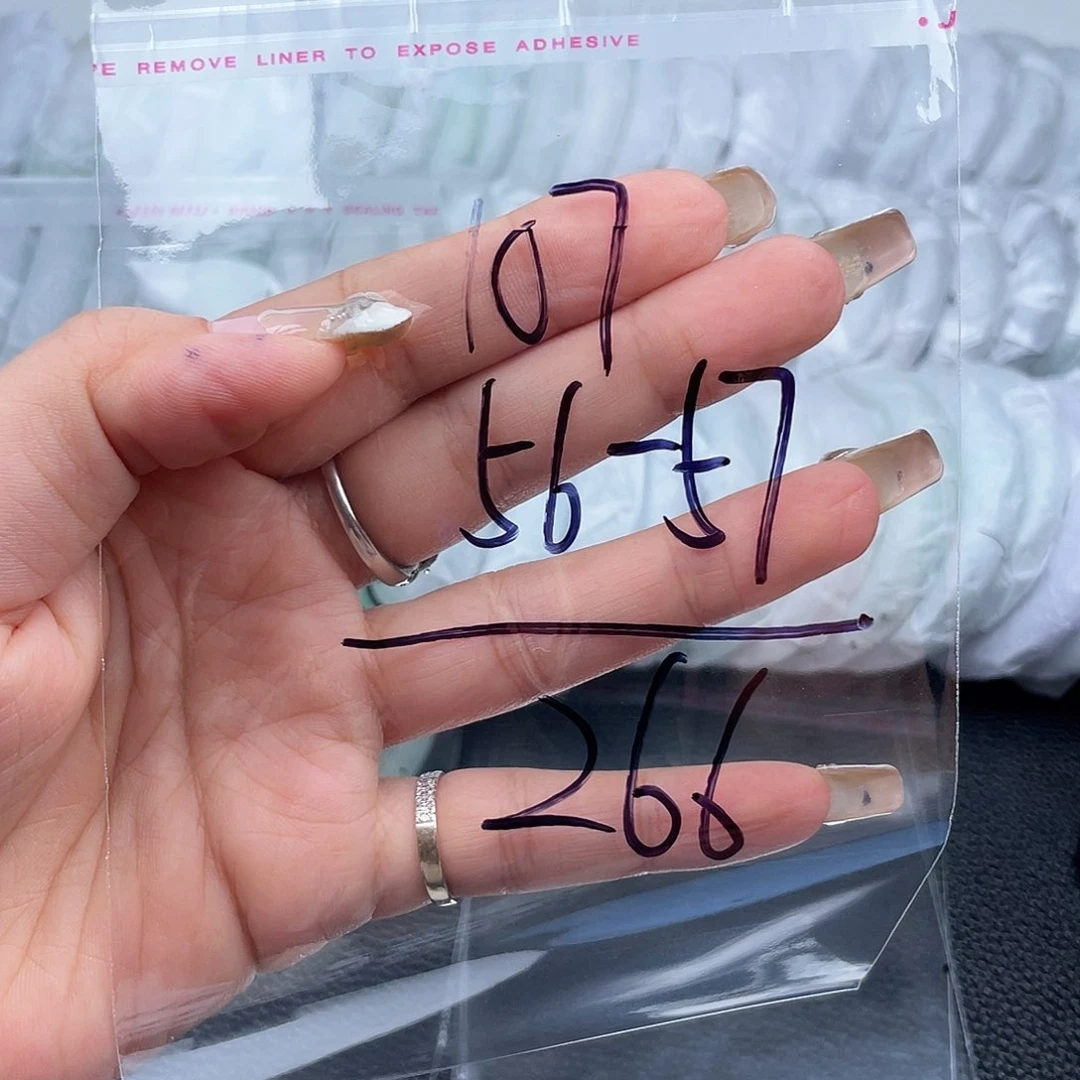 REMOVE LINER TO EXPOSE ADHESIVE
107
56-57
266